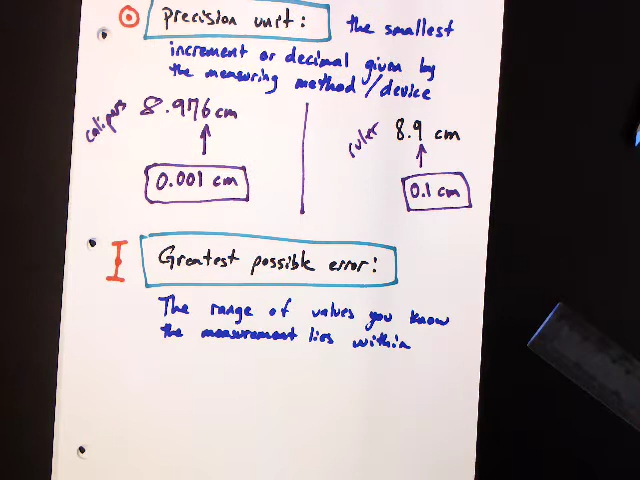 precision unit: the smallest
increment or decimal given by
the measuring method/device
calipers 8.976 cm
0.001 cm
ruler 8.9 cm
0.1 cm
Greatest possible error:
The range of values you know
the measurement lies within